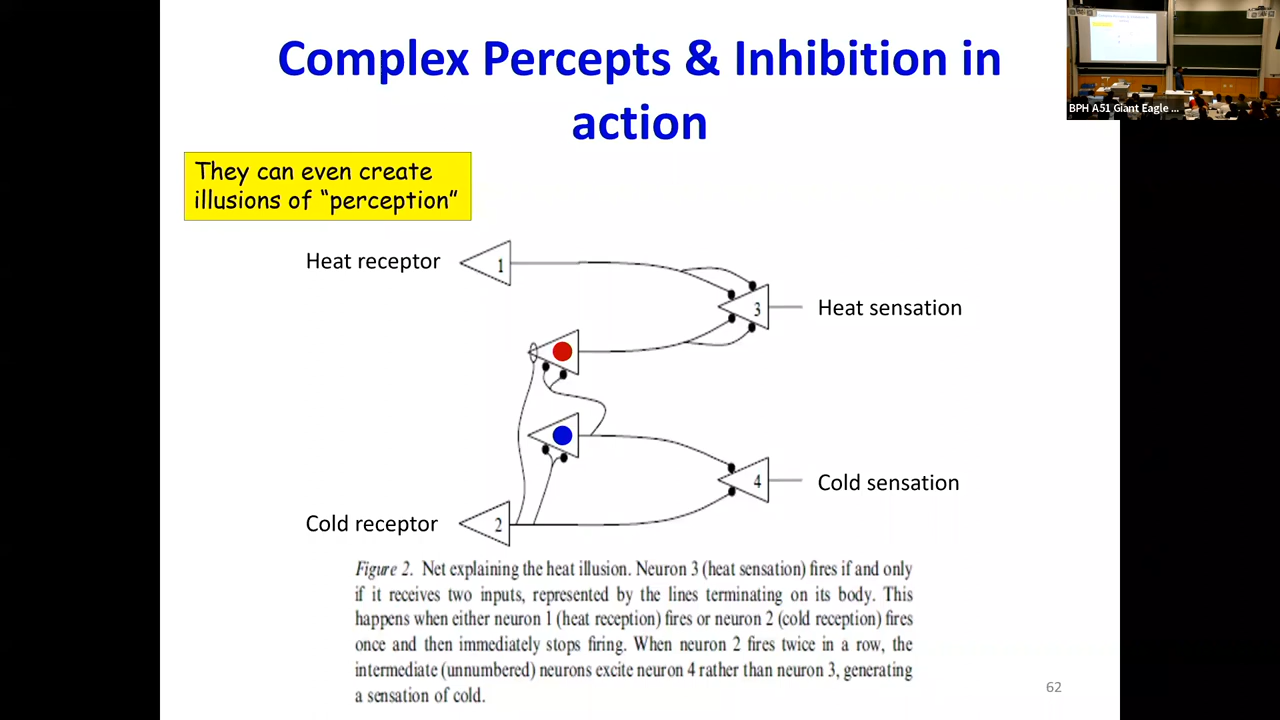 Complex Percepts & Inhibition in
action
BPH A51 Giant Eagle ...
They can even create
illusions of “perception”
Heat receptor
1
3
Heat sensation
4
Cold sensation
Cold receptor
2
Figure 2. Net explaining the heat illusion. Neuron 3 (heat sensation) fires if and only
if it receives two inputs, represented by the lines terminating on its body. This
happens when either neuron 1 (heat reception) fires or neuron 2 (cold reception) fires
once and then immediately stops firing. When neuron 2 fires twice in a row, the
intermediate (unnumbered) neurons excite neuron 4 rather than neuron 3, generating
a sensation of cold.
62